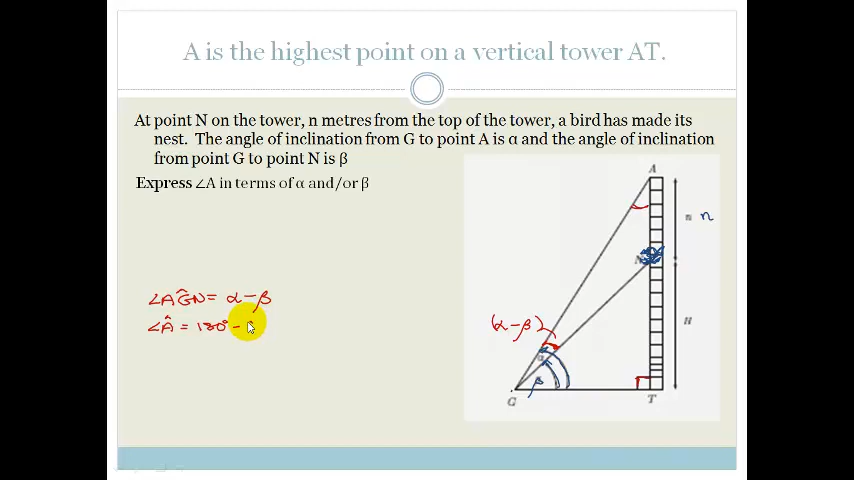 A is the highest point on a vertical tower AT.
At point N on the tower, n metres from the top of the tower, a bird has made its
nest. The angle of inclination from G to point A is α and the angle of inclination
from point G to point N is β
Express ∠A in terms of α and/or β
A
n n
N
∠AĜN = α − β
(α − β)
∠Â = 180° −
H
α
β
G T